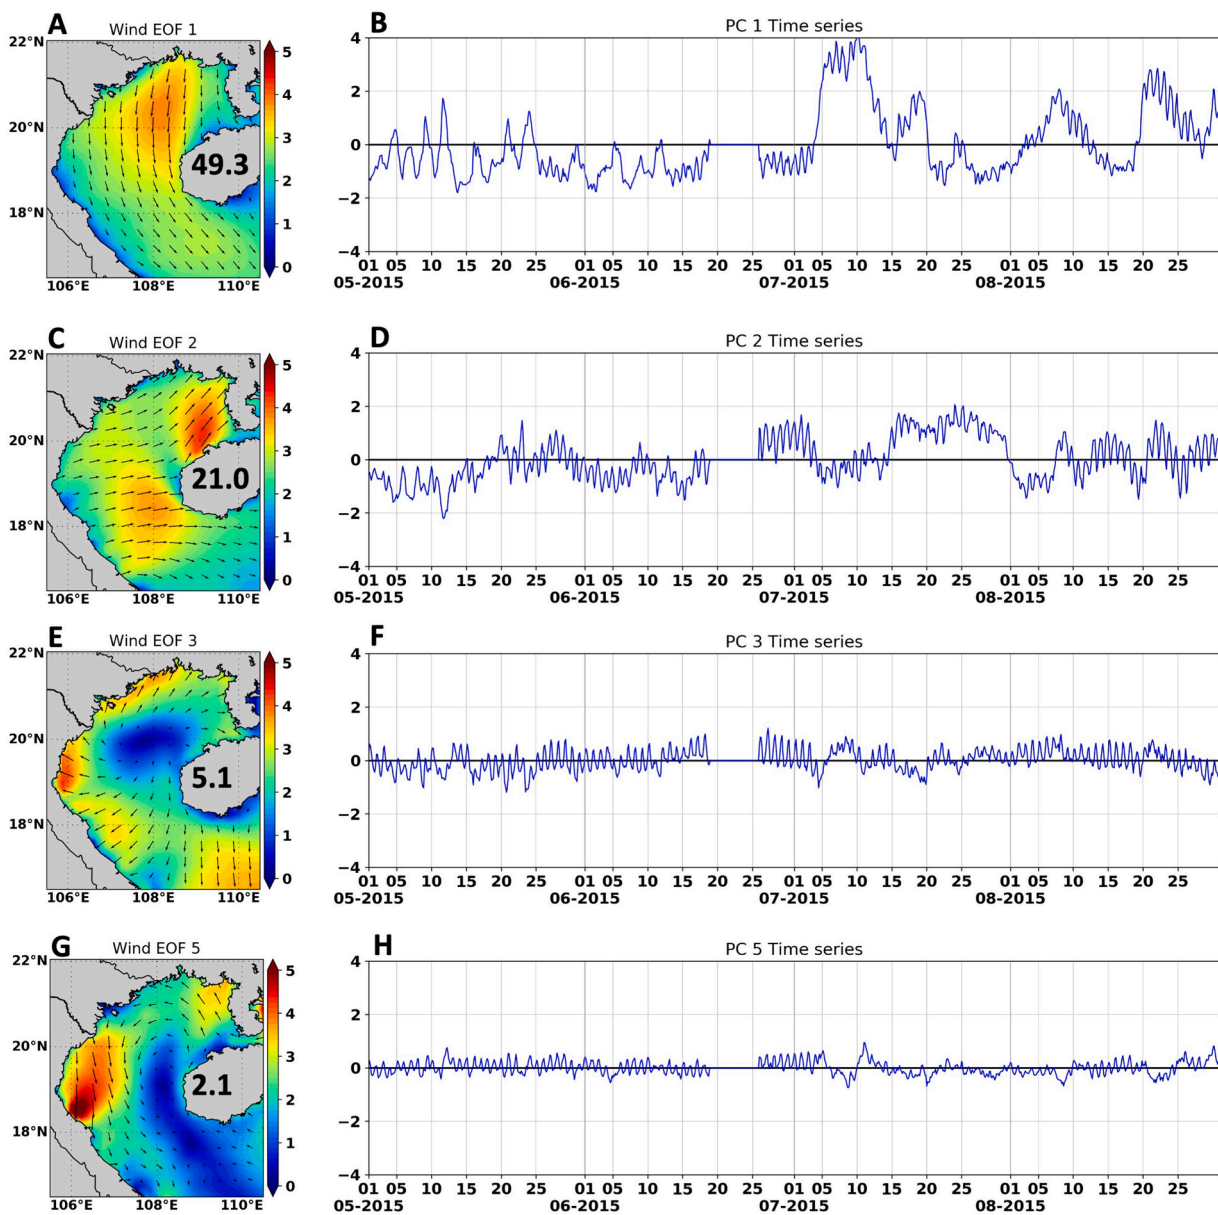 A Wind EOF 1
22°N
20°N
18°N
106°E 108°E 110°E
49.3
5
4
3
2
1
0
B PC 1 Time series
4
2
0
−2
−4
01 05 10 15 20 25 01 05 10 15 20 25 01 05 10 15 20 25 01 05 10 15 20 25
05-2015 06-2015 07-2015 08-2015
C Wind EOF 2
22°N
20°N
18°N
106°E 108°E 110°E
21.0
5
4
3
2
1
0
D PC 2 Time series
4
2
0
−2
−4
01 05 10 15 20 25 01 05 10 15 20 25 01 05 10 15 20 25 01 05 10 15 20 25
05-2015 06-2015 07-2015 08-2015
E Wind EOF 3
22°N
20°N
18°N
106°E 108°E 110°E
5.1
5
4
3
2
1
0
F PC 3 Time series
4
2
0
−2
−4
01 05 10 15 20 25 01 05 10 15 20 25 01 05 10 15 20 25 01 05 10 15 20 25
05-2015 06-2015 07-2015 08-2015
G Wind EOF 5
22°N
20°N
18°N
106°E 108°E 110°E
2.1
5
4
3
2
1
0
H PC 5 Time series
4
2
0
−2
−4
01 05 10 15 20 25 01 05 10 15 20 25 01 05 10 15 20 25 01 05 10 15 20 25
05-2015 06-2015 07-2015 08-2015